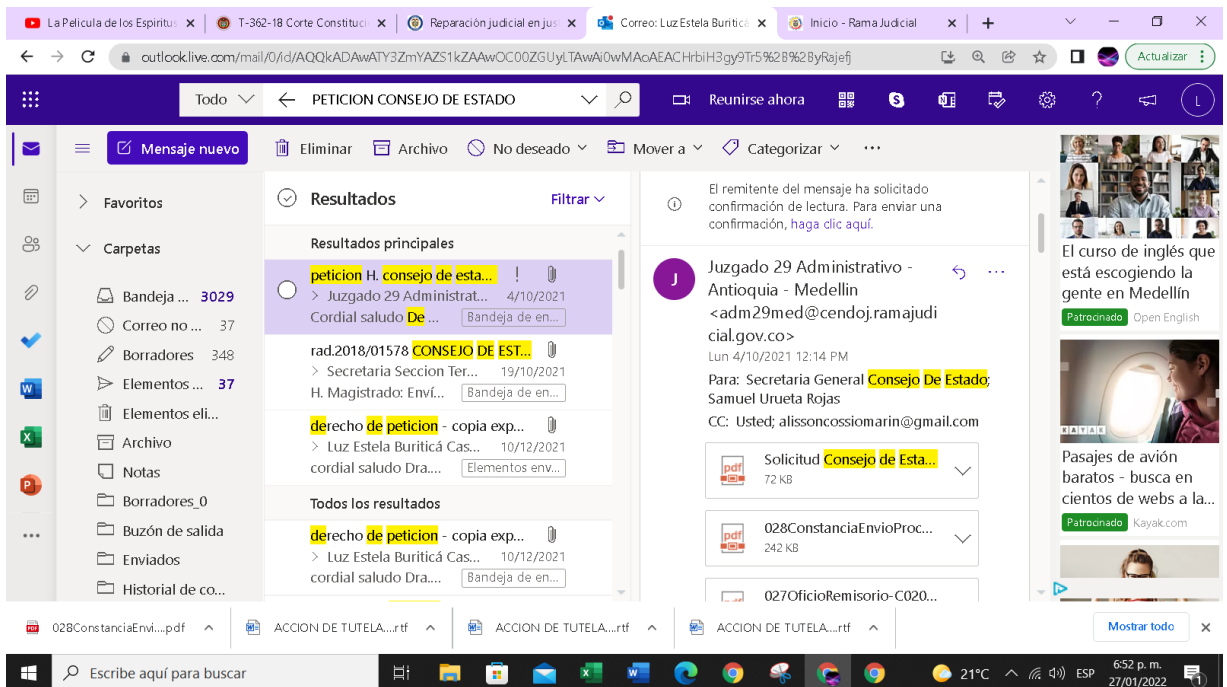 La Pelicula de los Espiritus
T-362-18 Corte Constituci
Reparación judicial en jus
Correo: Luz Estela Buriticá
Inicio - Rama Judicial
outlook.live.com/mail/0/id/AQQkADAwATY3ZmYAZS1kZAAwOC00ZGUyLTAwAi0wMAoAEACHrbiH3gy9Tr5%2B%2ByRajefj
Actualizar
Todo
PETICION CONSEJO DE ESTADO
Reunirse ahora
L
Mensaje nuevo
Eliminar
Archivo
No deseado
Mover a
Categorizar
Favoritos
Carpetas
Bandeja ... 3029
Correo no ... 37
Borradores 348
Elementos ... 37
Elementos eli...
Archivo
Notas
Borradores_0
Buzón de salida
Enviados
Historial de co...
Resultados
Filtrar
Resultados principales
peticion H. consejo de esta...
Juzgado 29 Administrat... 4/10/2021
Cordial saludo De ... Bandeja de en...
rad.2018/01578 CONSEJO DE EST...
Secretaria Seccion Ter... 19/10/2021
H. Magistrado: Enví... Bandeja de en...
derecho de peticion - copia exp...
Luz Estela Buriticá Cas... 10/12/2021
cordial saludo Dra.... Elementos env...
Todos los resultados
derecho de peticion - copia exp...
Luz Estela Buriticá Cas... 10/12/2021
cordial saludo Dra.... Bandeja de en...
El remitente del mensaje ha solicitado
confirmación de lectura. Para enviar una
confirmación, haga clic aquí.
J
Juzgado 29 Administrativo -
Antioquia - Medellin
<adm29med@cendoj.ramajudi
cial.gov.co>
Lun 4/10/2021 12:14 PM
Para: Secretaria General Consejo De Estado;
Samuel Urueta Rojas
CC: Usted; alissoncossiomarin@gmail.com
Solicitud Consejo de Esta...
72 KB
028ConstanciaEnvioProc...
242 KB
027OficioRemisorio-C020...
El curso de inglés que
está escogiendo la
gente en Medellín
Patrocinado Open English
KAYAK
Pasajes de avión
baratos - busca en
cientos de webs a la...
Patrocinado Kayak.com
028ConstanciaEnvi....pdf
ACCION DE TUTELA....rtf
ACCION DE TUTELA....rtf
ACCION DE TUTELA....rtf
Mostrar todo
Escribe aquí para buscar
21°C
ESP
6:52 p. m.
27/01/2022
1